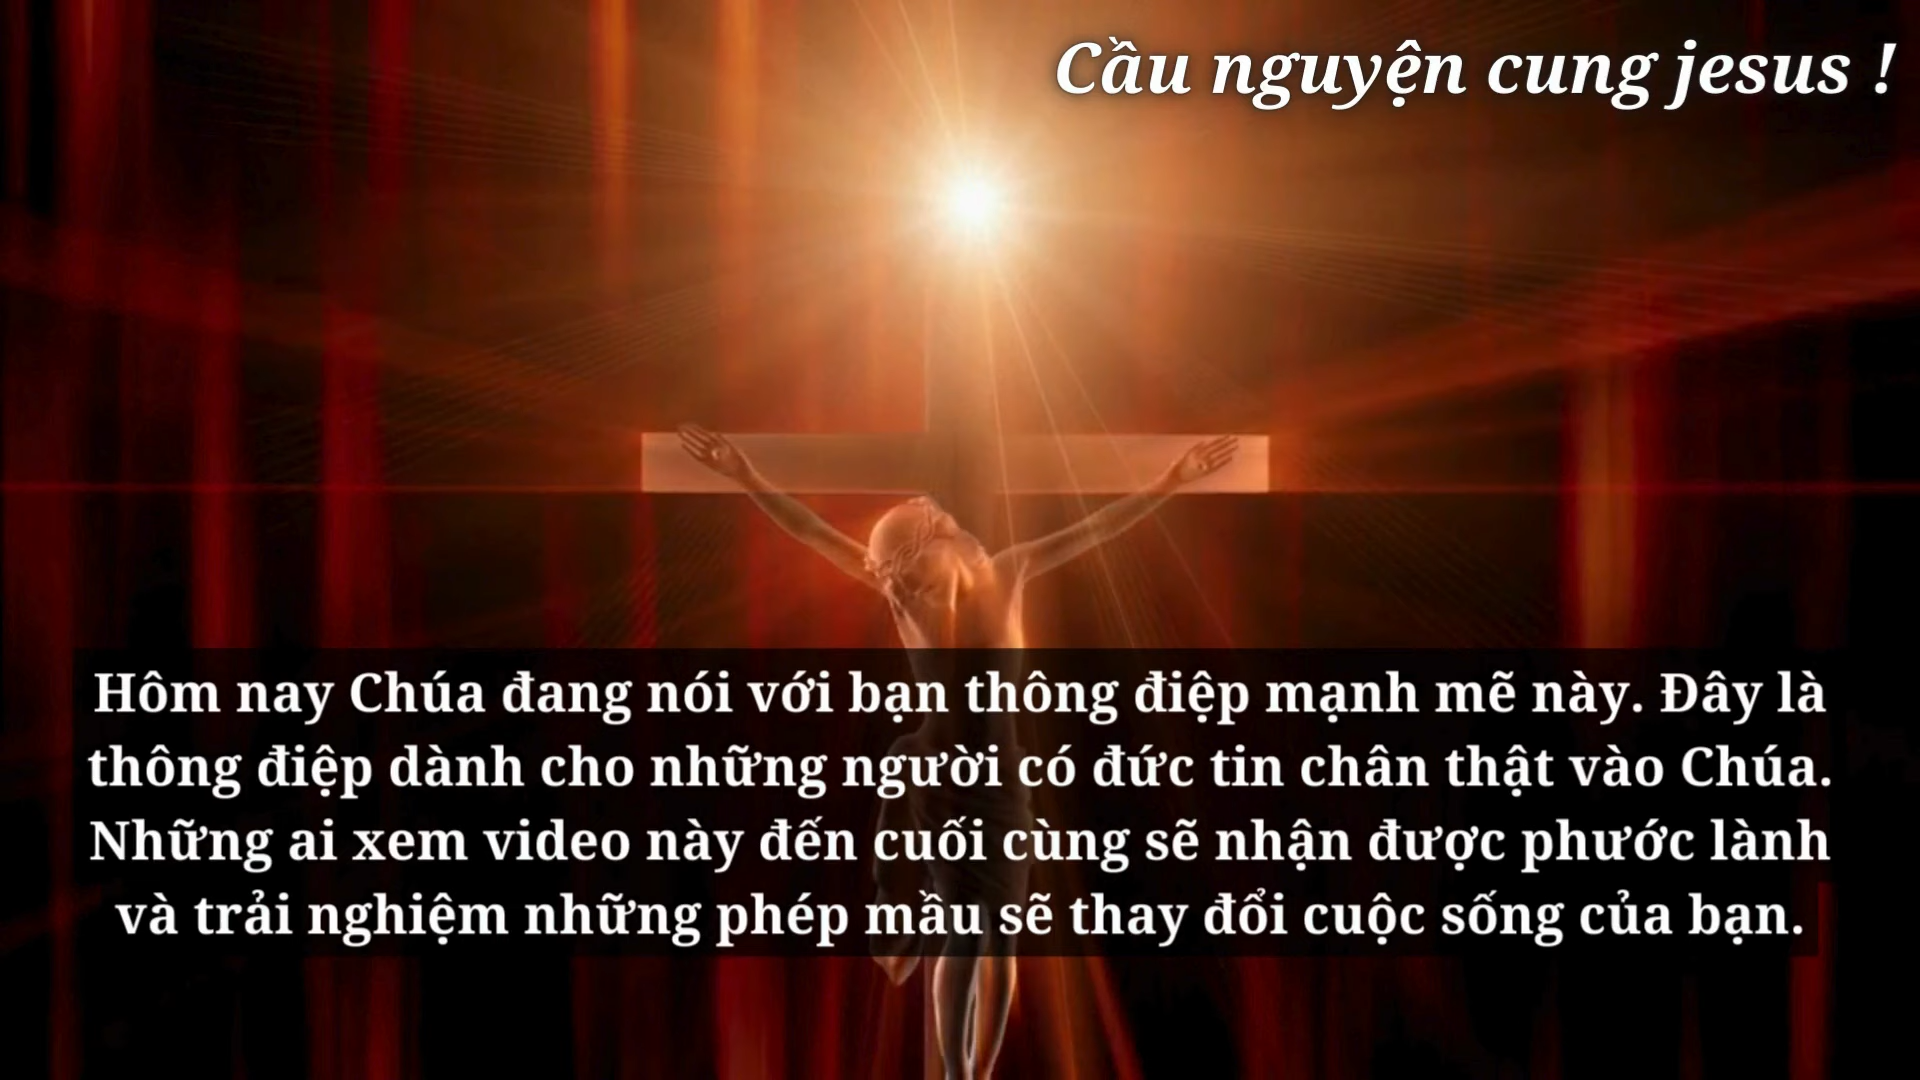 Cầu nguyện cung jesus !
Hôm nay Chúa đang nói với bạn thông điệp mạnh mẽ này. Đây là
thông điệp dành cho những người có đức tin chân thật vào Chúa.
Những ai xem video này đến cuối cùng sẽ nhận được phước lành
và trải nghiệm những phép mầu sẽ thay đổi cuộc sống của bạn.